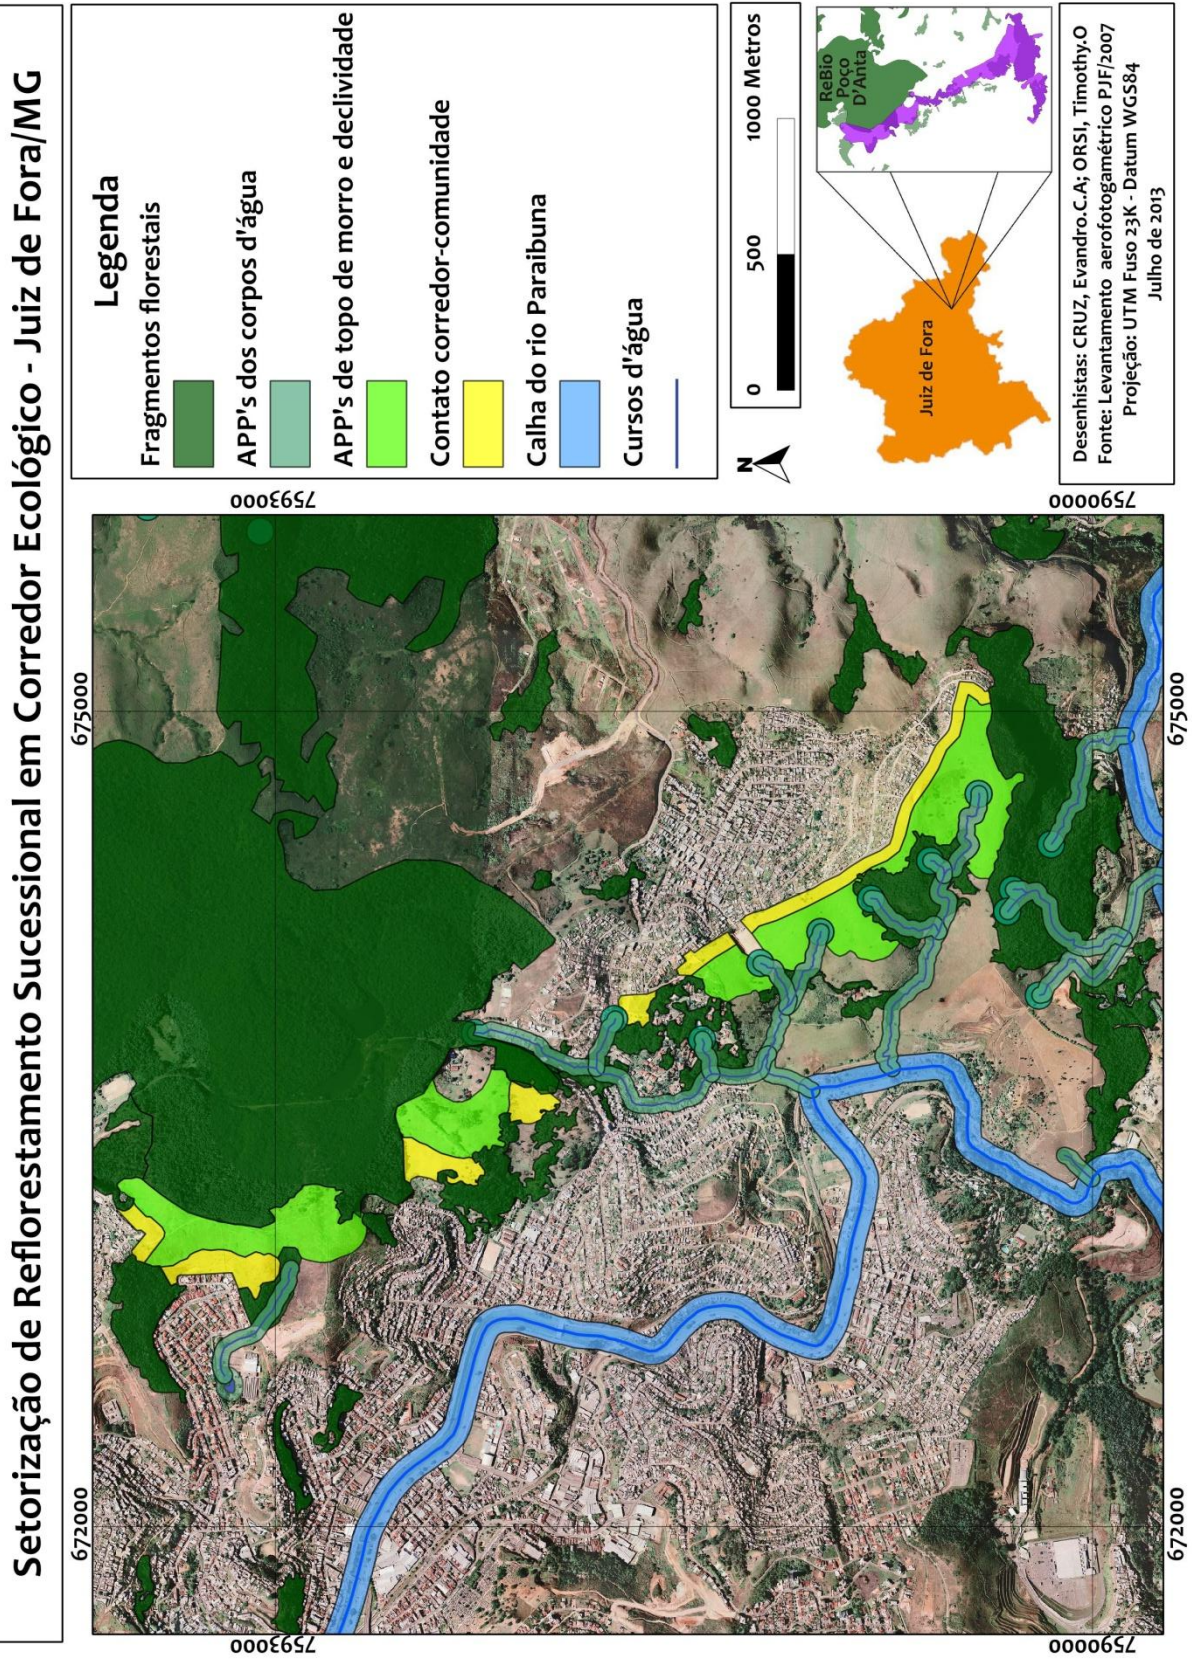 Setorização de Reflorestamento Sucessional em Corredor Ecológico - Juiz de Fora/MG
672000
675000
7593000
7593000
7590000
7590000
672000
675000
Legenda
Fragmentos florestais
APP's dos corpos d'água
APP's de topo de morro e declividade
Contato corredor-comunidade
Calha do rio Paraibuna
Cursos d'água
N
0
500
1000 Metros
Juiz de Fora
ReBio
Poço
D'Anta
Desenhistas: CRUZ, Evandro.C.A; ORSI, Timothy.O
Fonte: Levantamento aerofotogamétrico PJF/2007
Projeção: UTM Fuso 23K - Datum WGS84
Julho de 2013